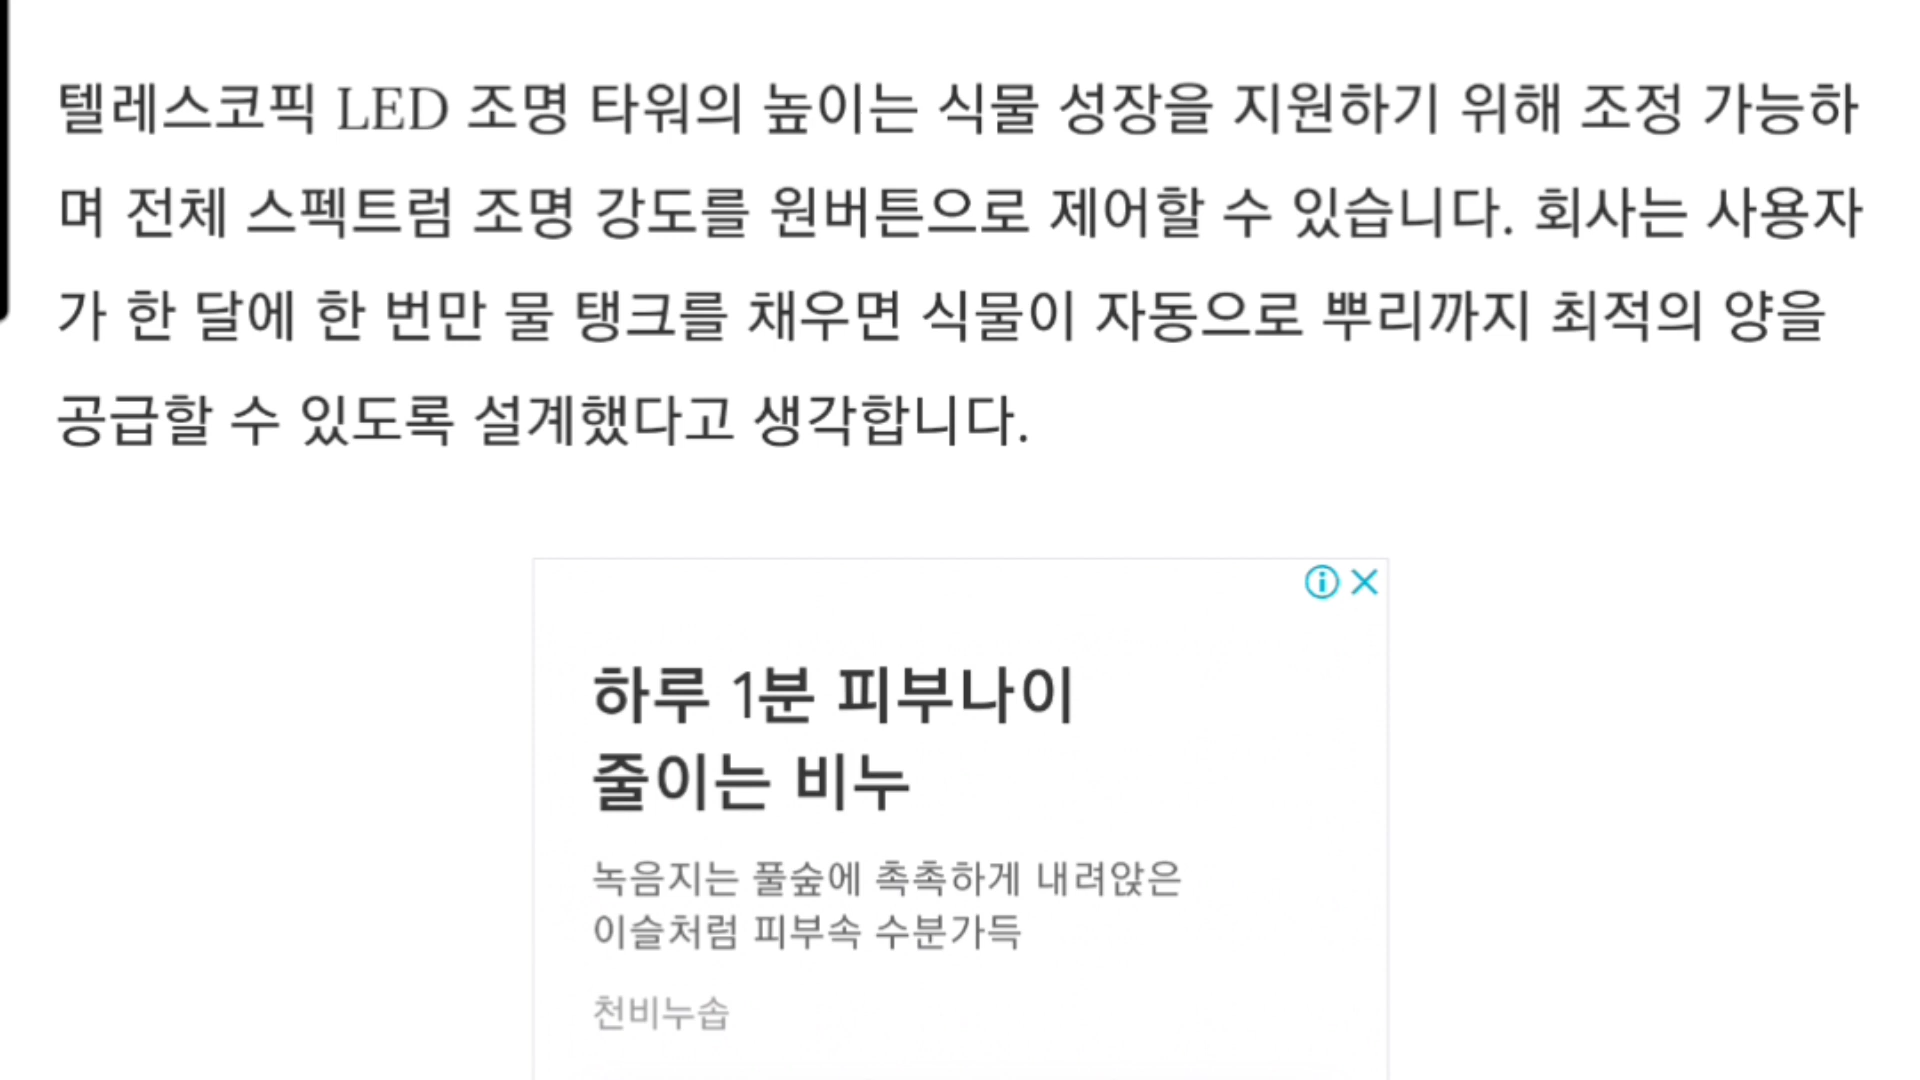 텔레스코픽 LED 조명 타워의 높이는 식물 성장을 지원하기 위해 조정 가능하
며 전체 스펙트럼 조명 강도를 원버튼으로 제어할 수 있습니다. 회사는 사용자
가 한 달에 한 번만 물 탱크를 채우면 식물이 자동으로 뿌리까지 최적의 양을
공급할 수 있도록 설계했다고 생각합니다.
하루 1분 피부나이
줄이는 비누
녹음지는 풀숲에 촉촉하게 내려앉은
이슬처럼 피부속 수분가득
천비누솝